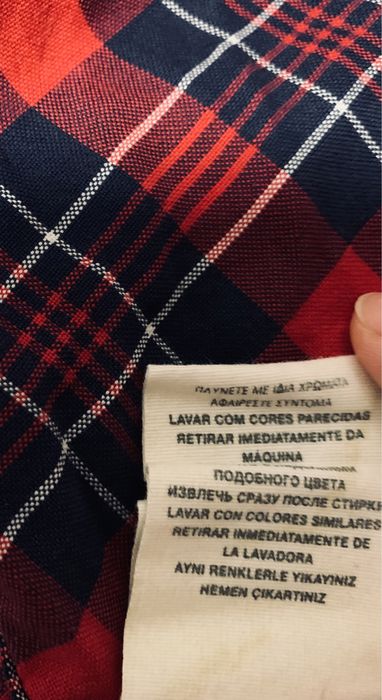 ΠΛΥΝΕΤΕ ΜΕ ΙΔΙΑ ΧΡΩΜΑΤΑ
ΑΦΑΙΡΕΣΤΕ ΣΥΝΤΟΜΑ
LAVAR COM CORES PARECIDAS
RETIRAR IMEDIATAMENTE DA
MÁQUINA
ПОДОБНОГО ЦВЕТА
ИЗВЛЕЧЬ СРАЗУ ПОСЛЕ СТИРКИ
LAVAR CON COLORES SIMILARES
RETIRAR INMEDIATAMENTE DE
LA LAVADORA
AYNI RENKLERLE YIKAYINIZ
HEMEN ÇIKARTINIZ